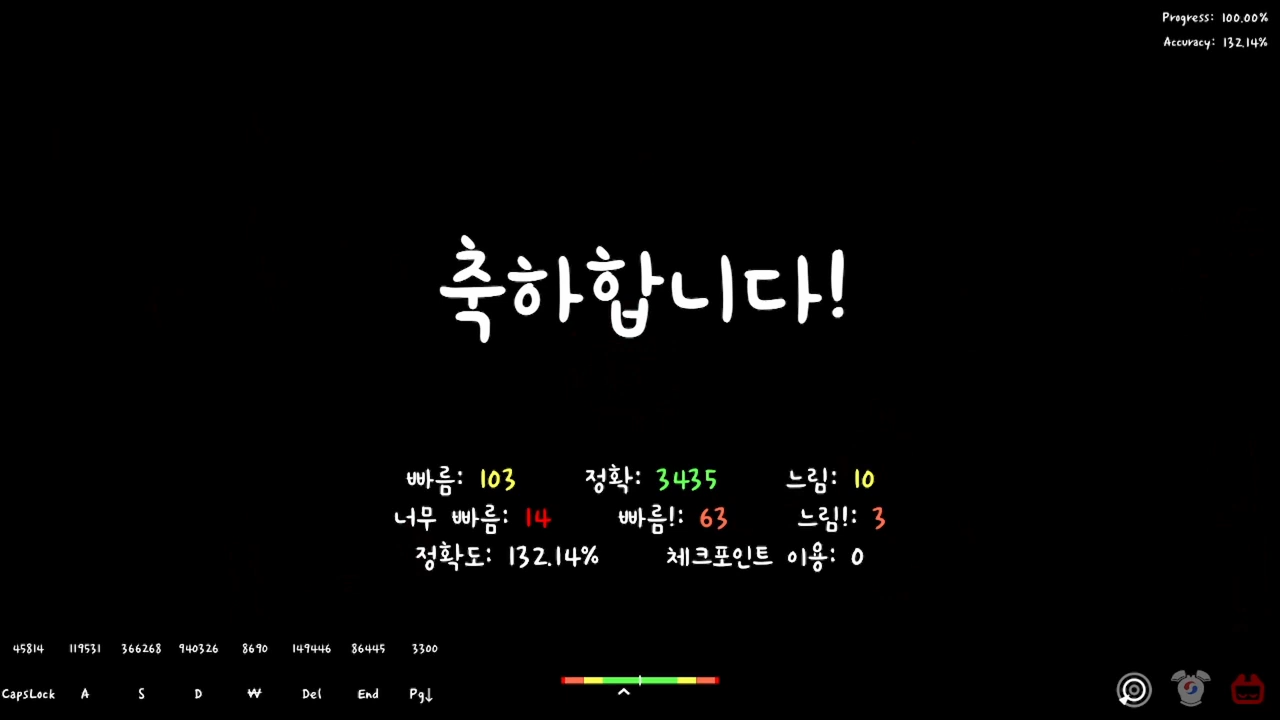 Progress: 100.00%
Accuracy: 132.14%
축하합니다!
빠름: 103 정확: 3435 느림: 10
너무 빠름: 14 빠름!: 63 느림!: 3
정확도: 132.14% 체크포인트 이용: 0
45814 119531 366268 940326 8690 149446 86445 3300
CapsLock A S D ₩ Del End Pg↓